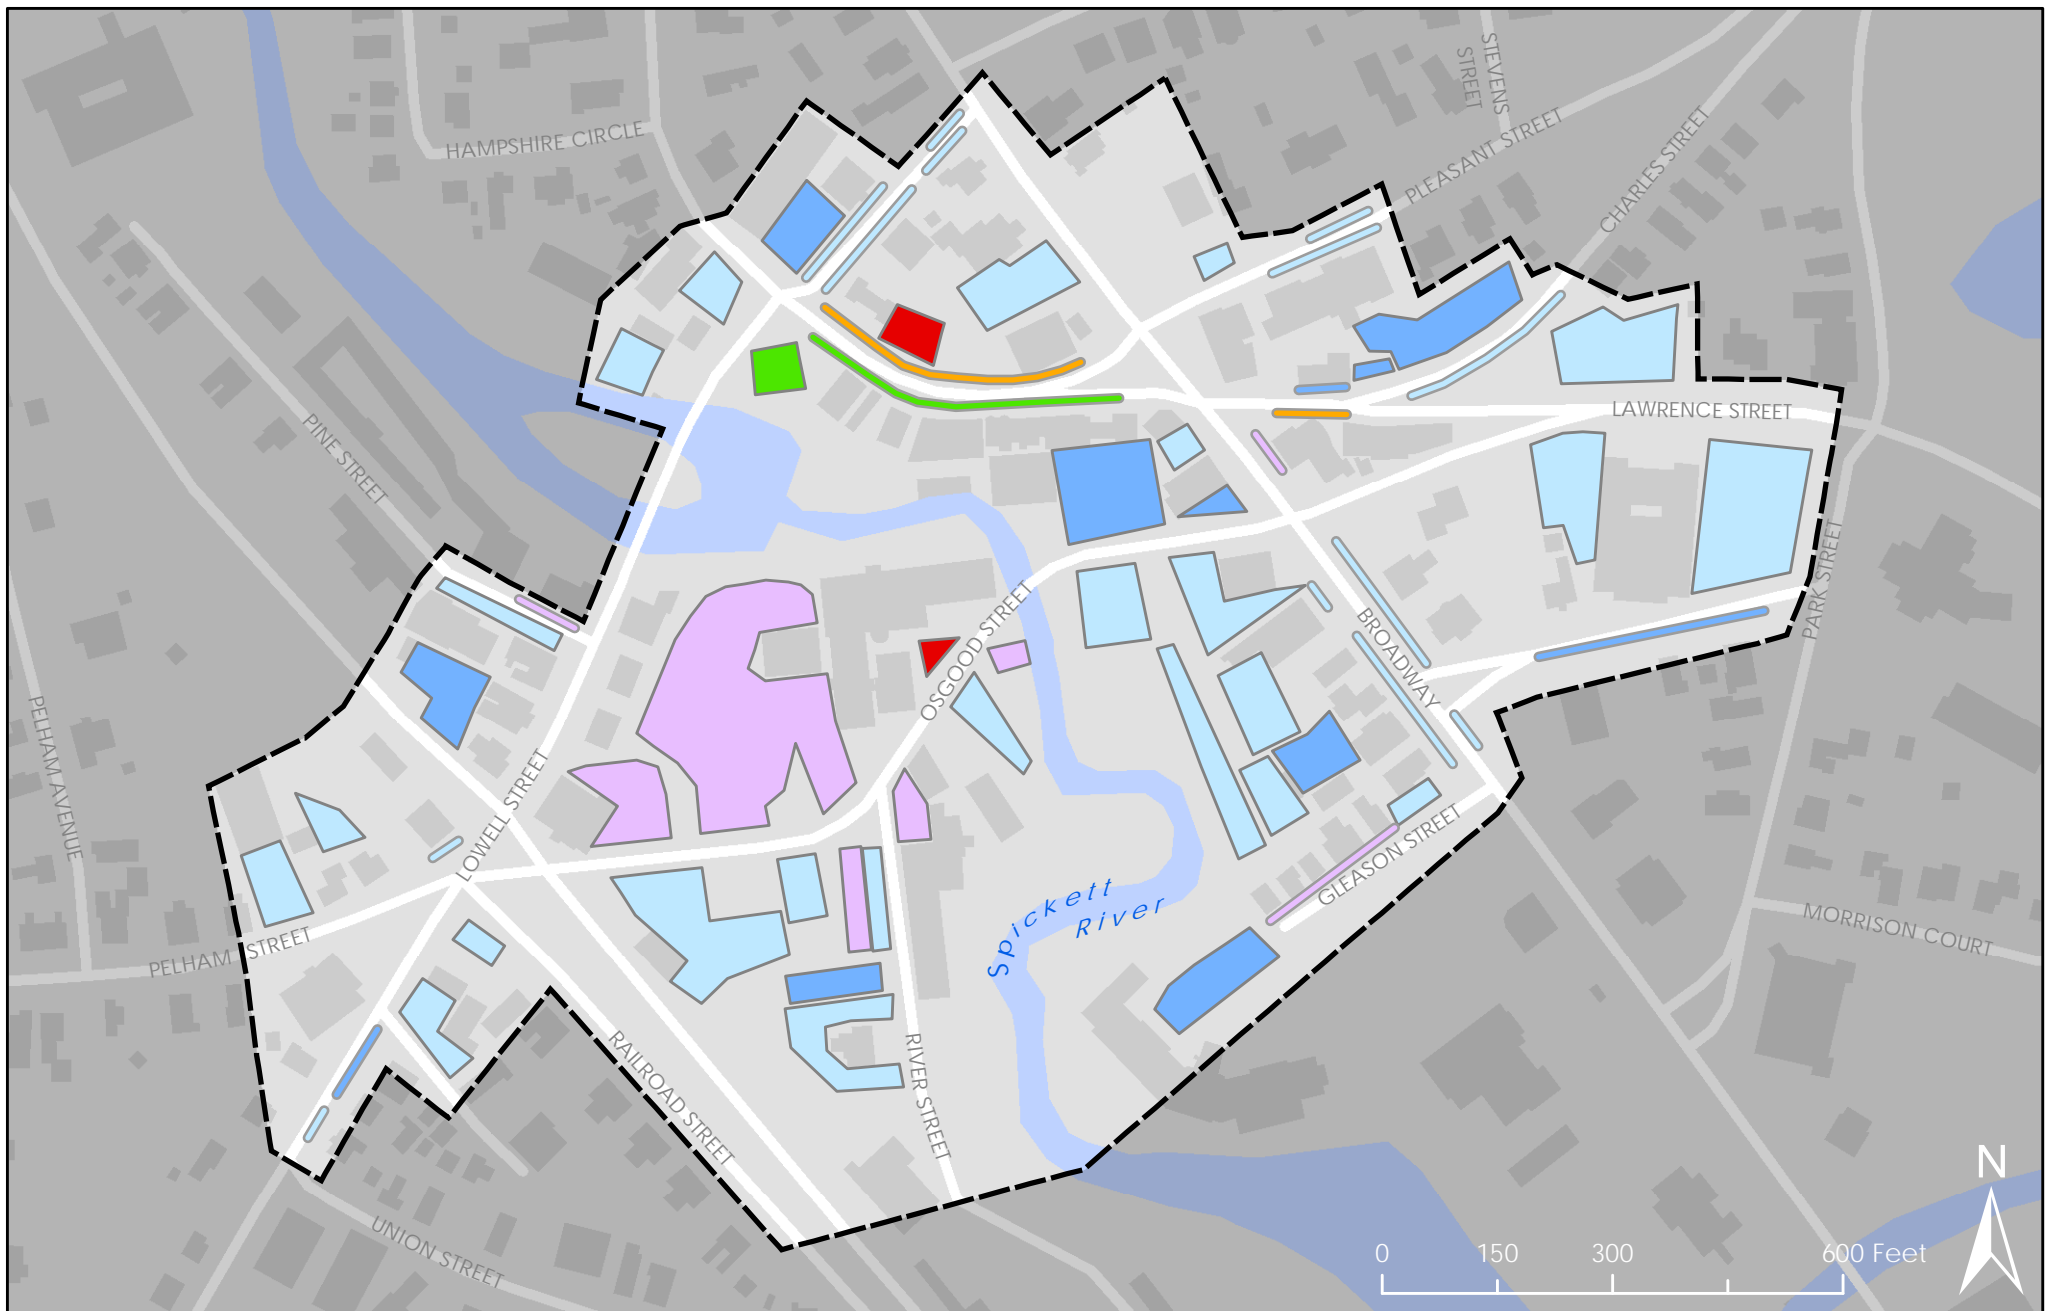 STEVENS
STREET
HAMPSHIRE CIRCLE
PLEASANT STREET
CHARLES STREET
LAWRENCE STREET
PINE STREET
PARK STREET
OSGOOD STREET
BROADWAY
PELHAM AVENUE
LOWELL STREET
GLEASON STREET
Spickett
River
PELHAM STREET
MORRISON COURT
RAILROAD STREET
RIVER STREET
UNION STREET
N
0 150 300 600 Feet